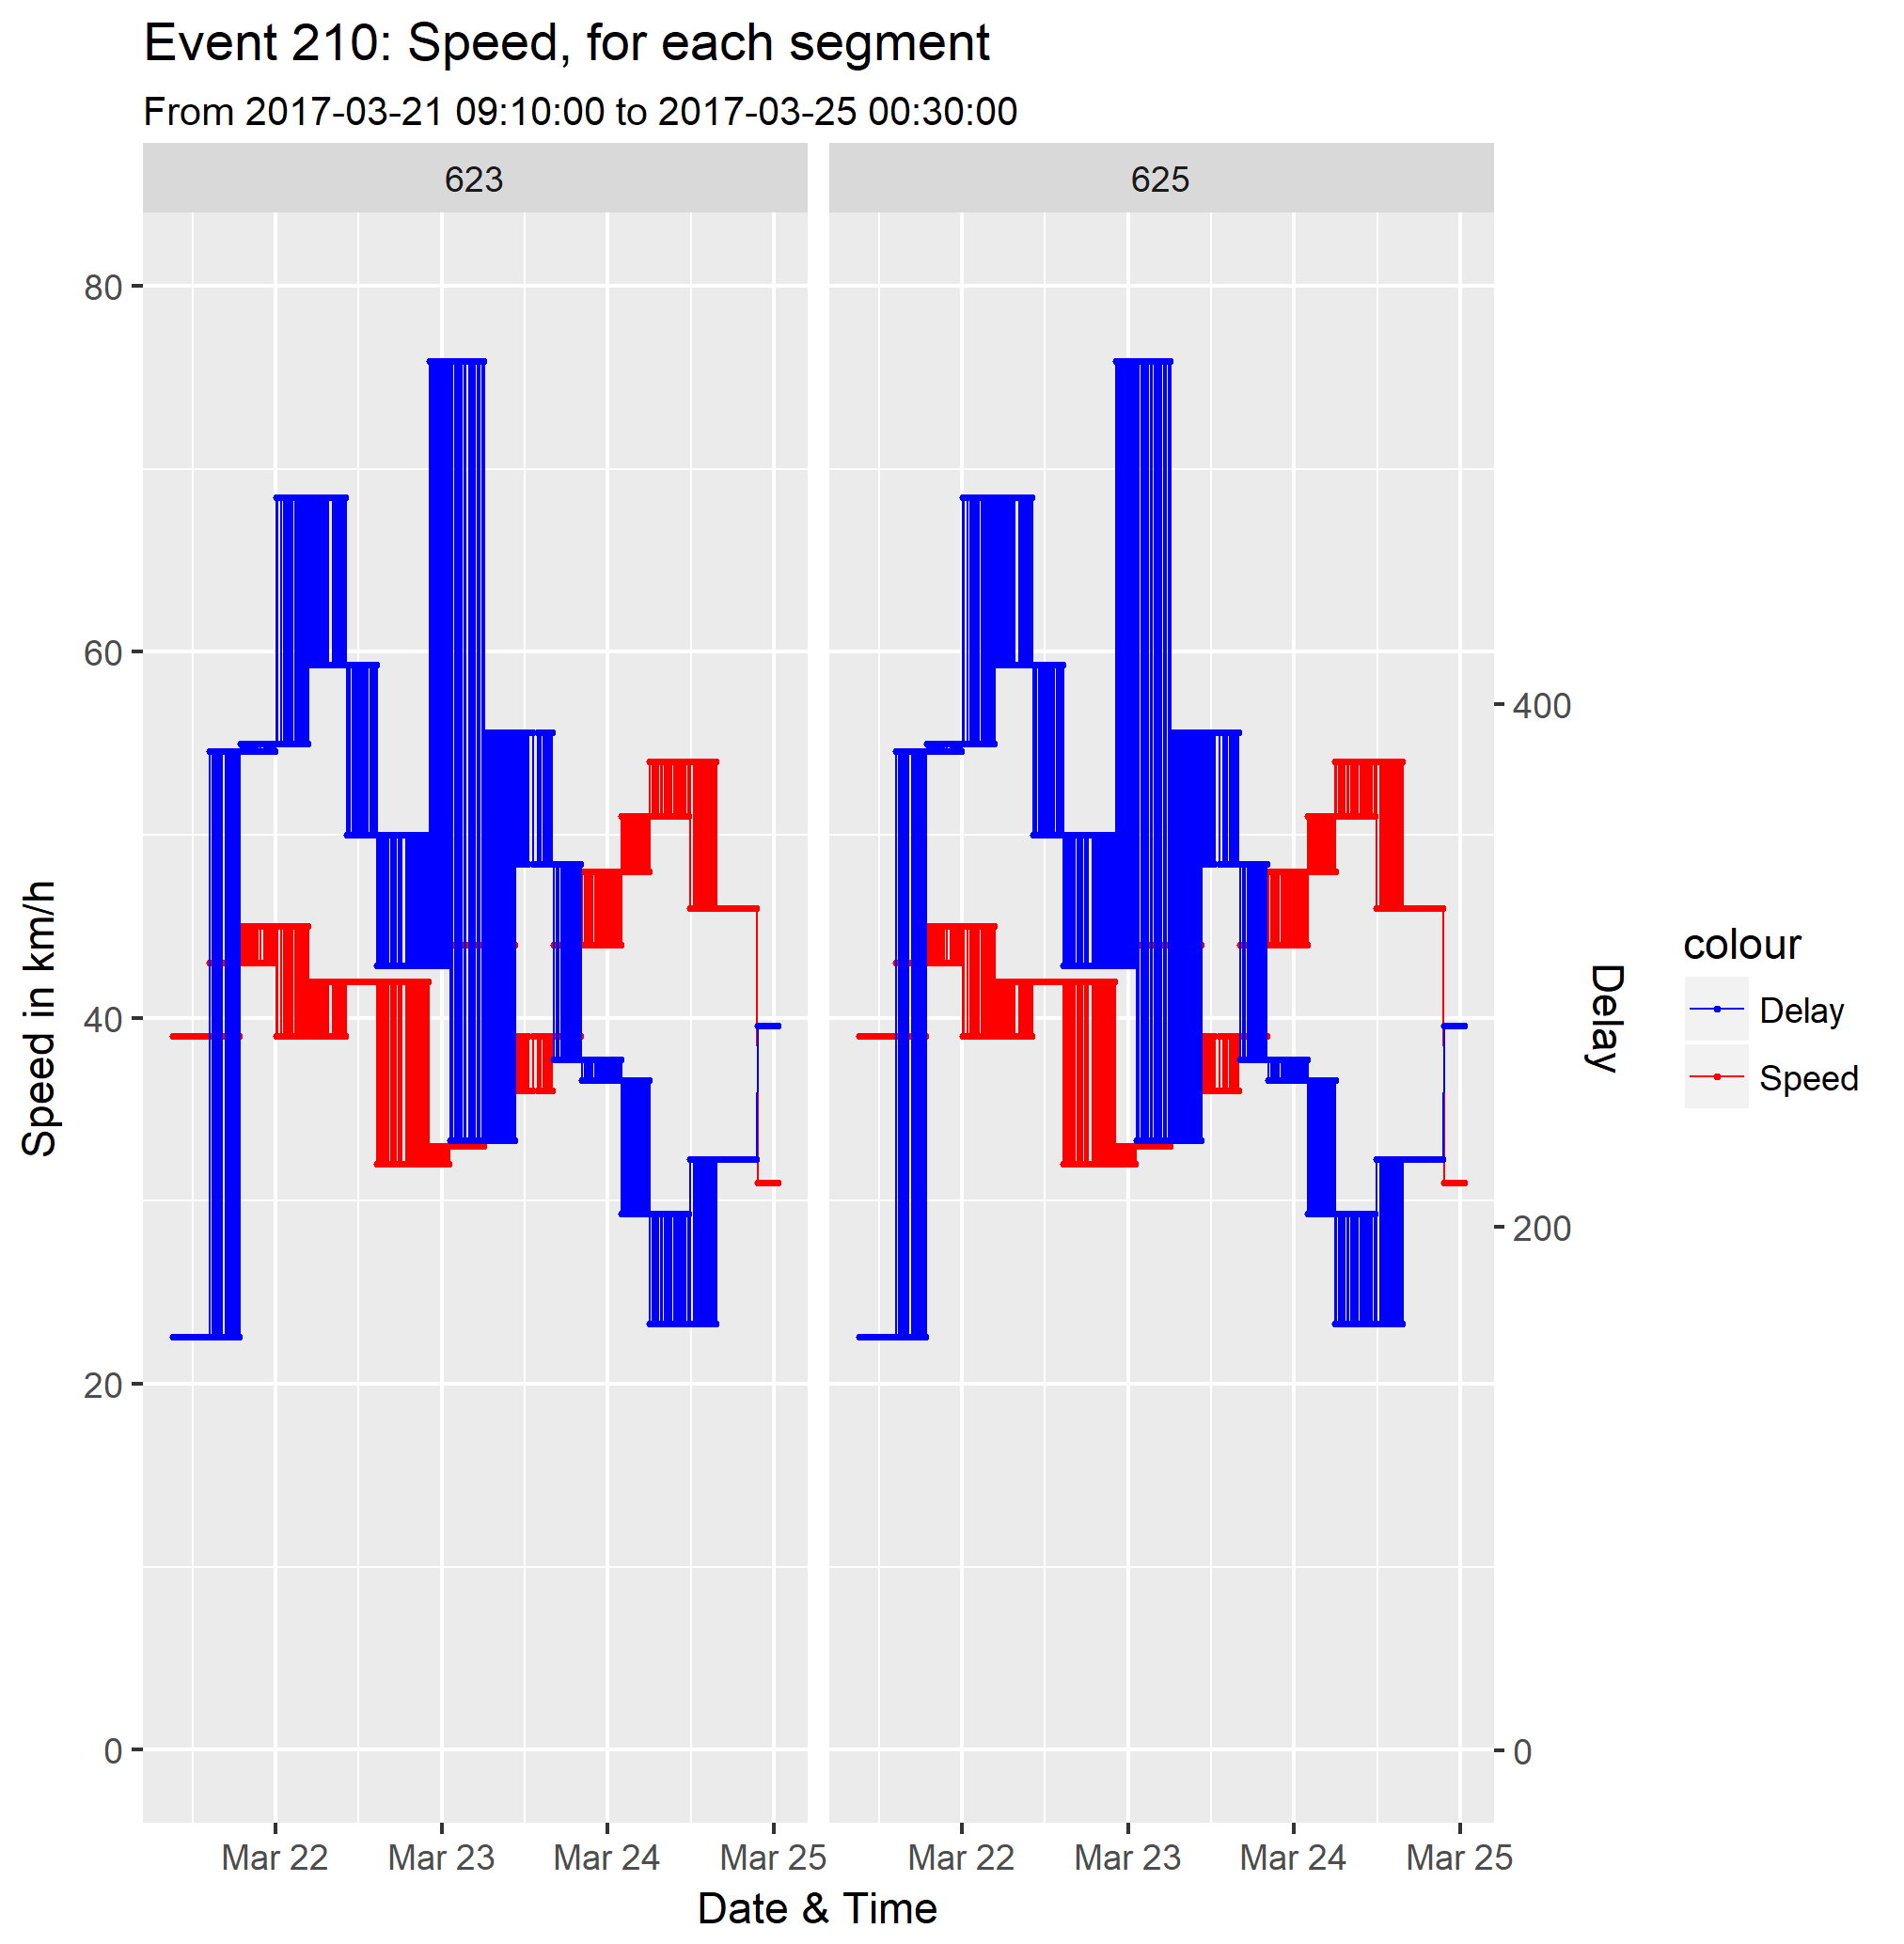 Event 210: Speed, for each segment
From 2017-03-21 09:10:00 to 2017-03-25 00:30:00
623
625
80
60
40
20
0
Speed in km/h
400
200
0
Delay
colour
Delay
Speed
Mar 22
Mar 23
Mar 24
Mar 25
Mar 22
Mar 23
Mar 24
Mar 25
Date & Time